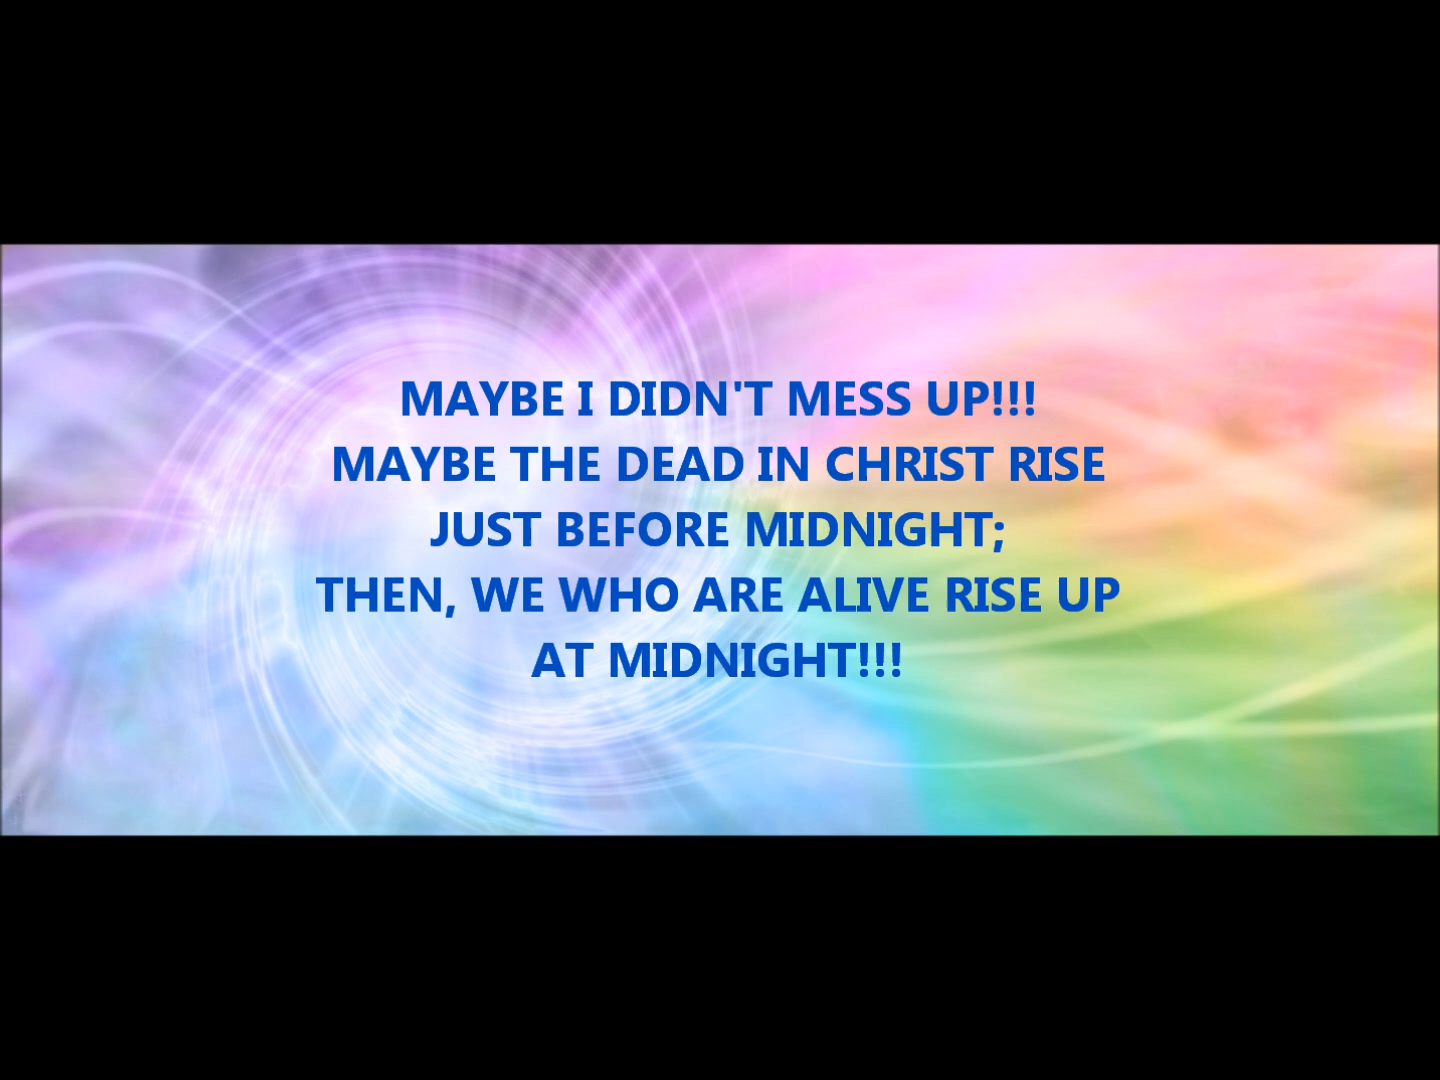 MAYBE I DIDN'T MESS UP!!!
MAYBE THE DEAD IN CHRIST RISE
JUST BEFORE MIDNIGHT;
THEN, WE WHO ARE ALIVE RISE UP
AT MIDNIGHT!!!